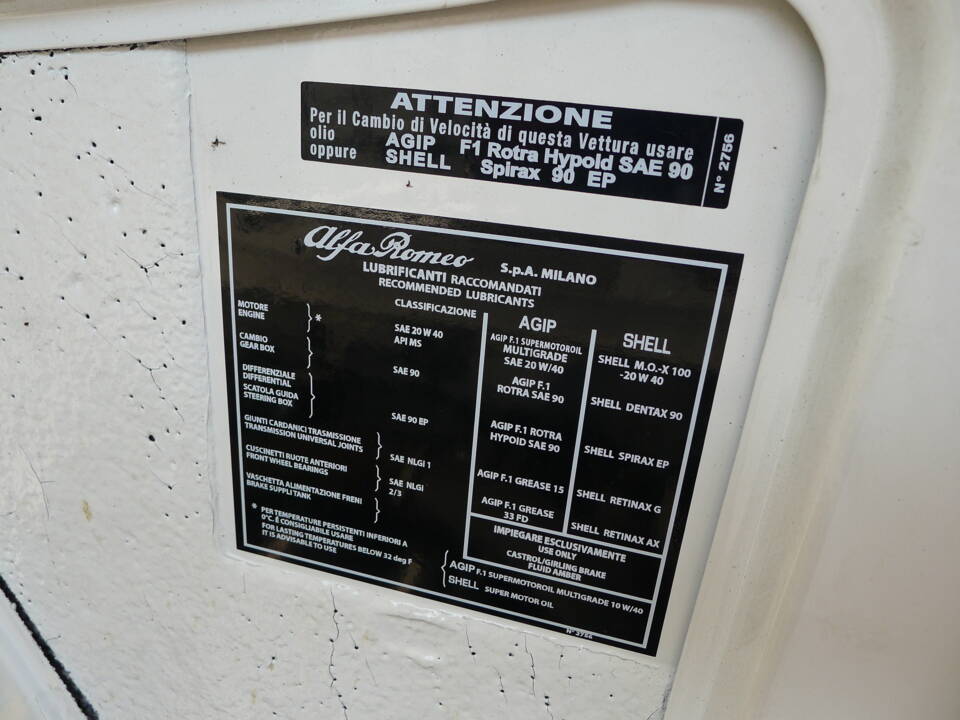 ATTENZIONE
Per il Cambio di Velocità di questa Vettura usare
olio AGIP F1 Rotra Hypoid SAE 90
oppure SHELL Spirax 90 EP
N° 2756
Alfa Romeo S.p.A. MILANO
LUBRIFICANTI RACCOMANDATI
RECOMMENDED LUBRICANTS
CLASSIFICAZIONE
AGIP
SHELL
MOTORE
ENGINE
*
SAE 20 W 40
API MS
AGIP F.1 SUPERMOTOROIL
MULTIGRADE
SAE 20 W/40
SHELL M.O.-X 100
-20 W 40
CAMBIO
GEAR BOX
SAE 90
AGIP F.1
ROTRA SAE 90
SHELL DENTAX 90
DIFFERENZIALE
DIFFERENTIAL
SCATOLA GUIDA
STEERING BOX
SAE 90 EP
AGIP F.1 ROTRA
HYPOID SAE 90
SHELL SPIRAX EP
GIUNTI CARDANICI TRASMISSIONE
TRANSMISSION UNIVERSAL JOINTS
SAE NLGI 1
AGIP F.1 GREASE 15
SHELL RETINAX G
CUSCINETTI RUOTE ANTERIORI
FRONT WHEEL BEARINGS
SAE NLGI
2/3
AGIP F.1 GREASE
33 FD
SHELL RETINAX AX
VASCHETTA ALIMENTAZIONE FRENI
BRAKE SUPPLI TANK
IMPIEGARE ESCLUSIVAMENTE
USE ONLY
CASTROL/GIRLING BRAKE
FLUID AMBER
* PER TEMPERATURE PERSISTENTI INFERIORI A
0°C. É CONSIGLIABILE USARE
FOR LASTING TEMPERATURES BELOW 32 deg F
IT IS ADVISABLE TO USE
AGIP F.1 SUPERMOTOROIL MULTIGRADE 10 W/40
SHELL SUPER MOTOR OIL
N° 2756